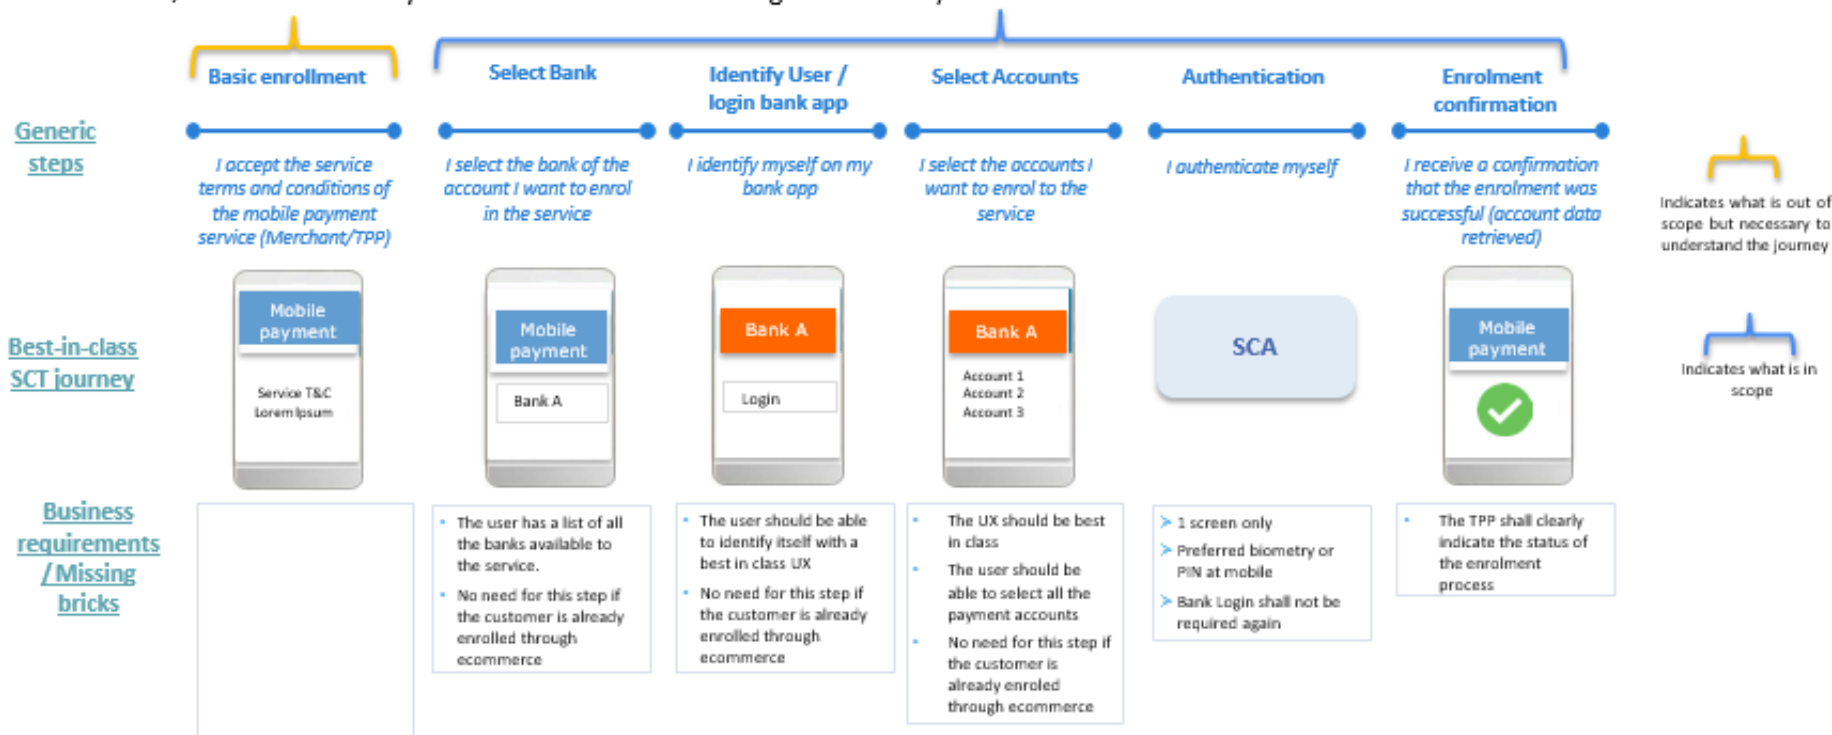 Basic enrollment
Select Bank
Identify User /
login bank app
Select Accounts
Authentication
Enrolment
confirmation
Generic
steps
I accept the service
terms and conditions of
the mobile payment
service (Merchant/TPP)
I select the bank of the
account I want to enrol
in the service
I identify myself on my
bank app
I select the accounts I
want to enrol to the
service
I authenticate myself
I receive a confirmation
that the enrolment was
successful (account data
retrieved)
Indicates what is out of
scope but necessary to
understand the journey
Best-in-class
SCT journey
Mobile
payment
Service T&C
Lorem Ipsum
Mobile
payment
Bank A
Bank A
Login
Bank A
Account 1
Account 2
Account 3
SCA
Mobile
payment
Indicates what is in
scope
Business
requirements
/ Missing
bricks
The user has a list of all
the banks available to
the service.
No need for this step if
the customer is already
enrolled through
ecommerce
The user should be able
to identify itself with a
best in class UX
No need for this step if
the customer is already
enrolled through
ecommerce
The UX should be best
in class
The user should be
able to select all the
payment accounts
No need for this step if
the customer is
already enroled
through ecommerce
1 screen only
Preferred biometry or
PIN at mobile
Bank Login shall not be
required again
The TPP shall clearly
indicate the status of
the enrolment
process